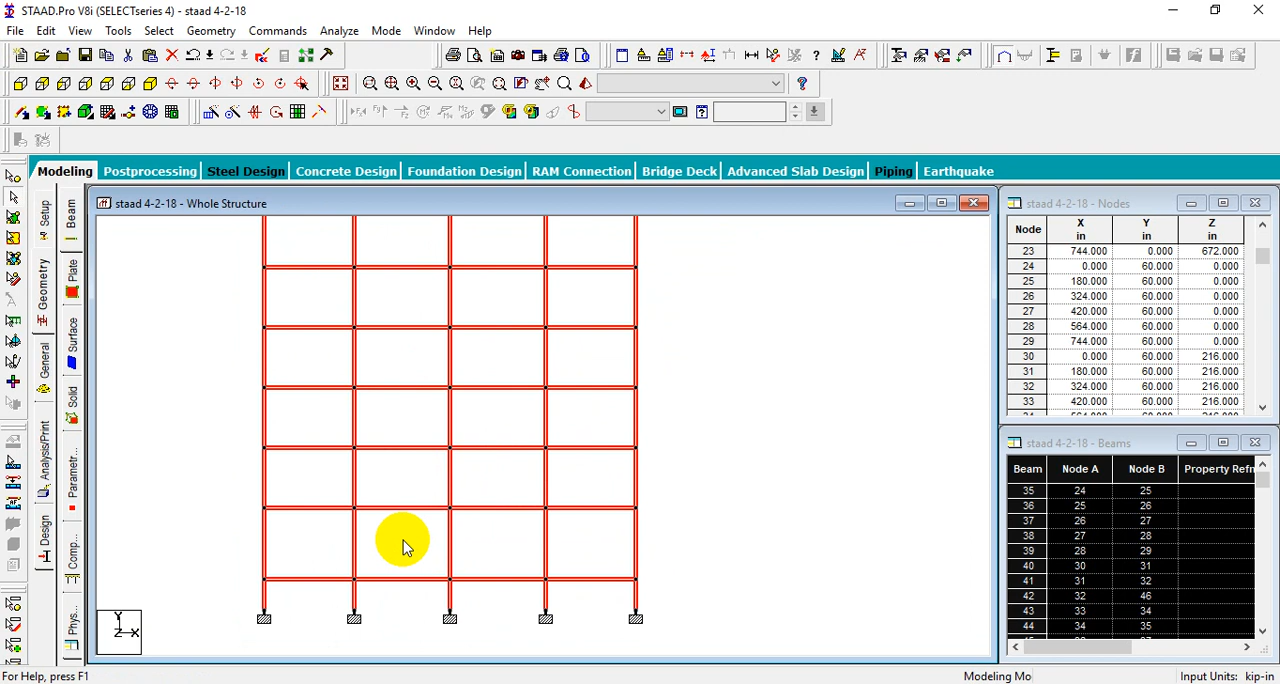 STAAD.Pro V8i (SELECTseries 4) - staad 4-2-18
File Edit View Tools Select Geometry Commands Analyze Mode Window Help
Modeling Postprocessing Steel Design Concrete Design Foundation Design RAM Connection Bridge Deck Advanced Slab Design Piping Earthquake
Setup
Geometry
General
Analysis/Print
Design
Beam
Plate
Surface
Solid
Parametr...
Comp...
Phys...
staad 4-2-18 - Whole Structure
Y
Z X
staad 4-2-18 - Nodes
Node X in Y in Z in
23 744.000 0.000 672.000
24 0.000 60.000 0.000
25 180.000 60.000 0.000
26 324.000 60.000 0.000
27 420.000 60.000 0.000
28 564.000 60.000 0.000
29 744.000 60.000 0.000
30 0.000 60.000 216.000
31 180.000 60.000 216.000
32 324.000 60.000 216.000
33 420.000 60.000 216.000
staad 4-2-18 - Beams
Beam Node A Node B Property Refn
35 24 25
36 25 26
37 26 27
38 27 28
39 28 29
40 30 31
41 31 32
42 32 46
43 33 34
44 34 35
For Help, press F1 Modeling Mo Input Units: kip-in